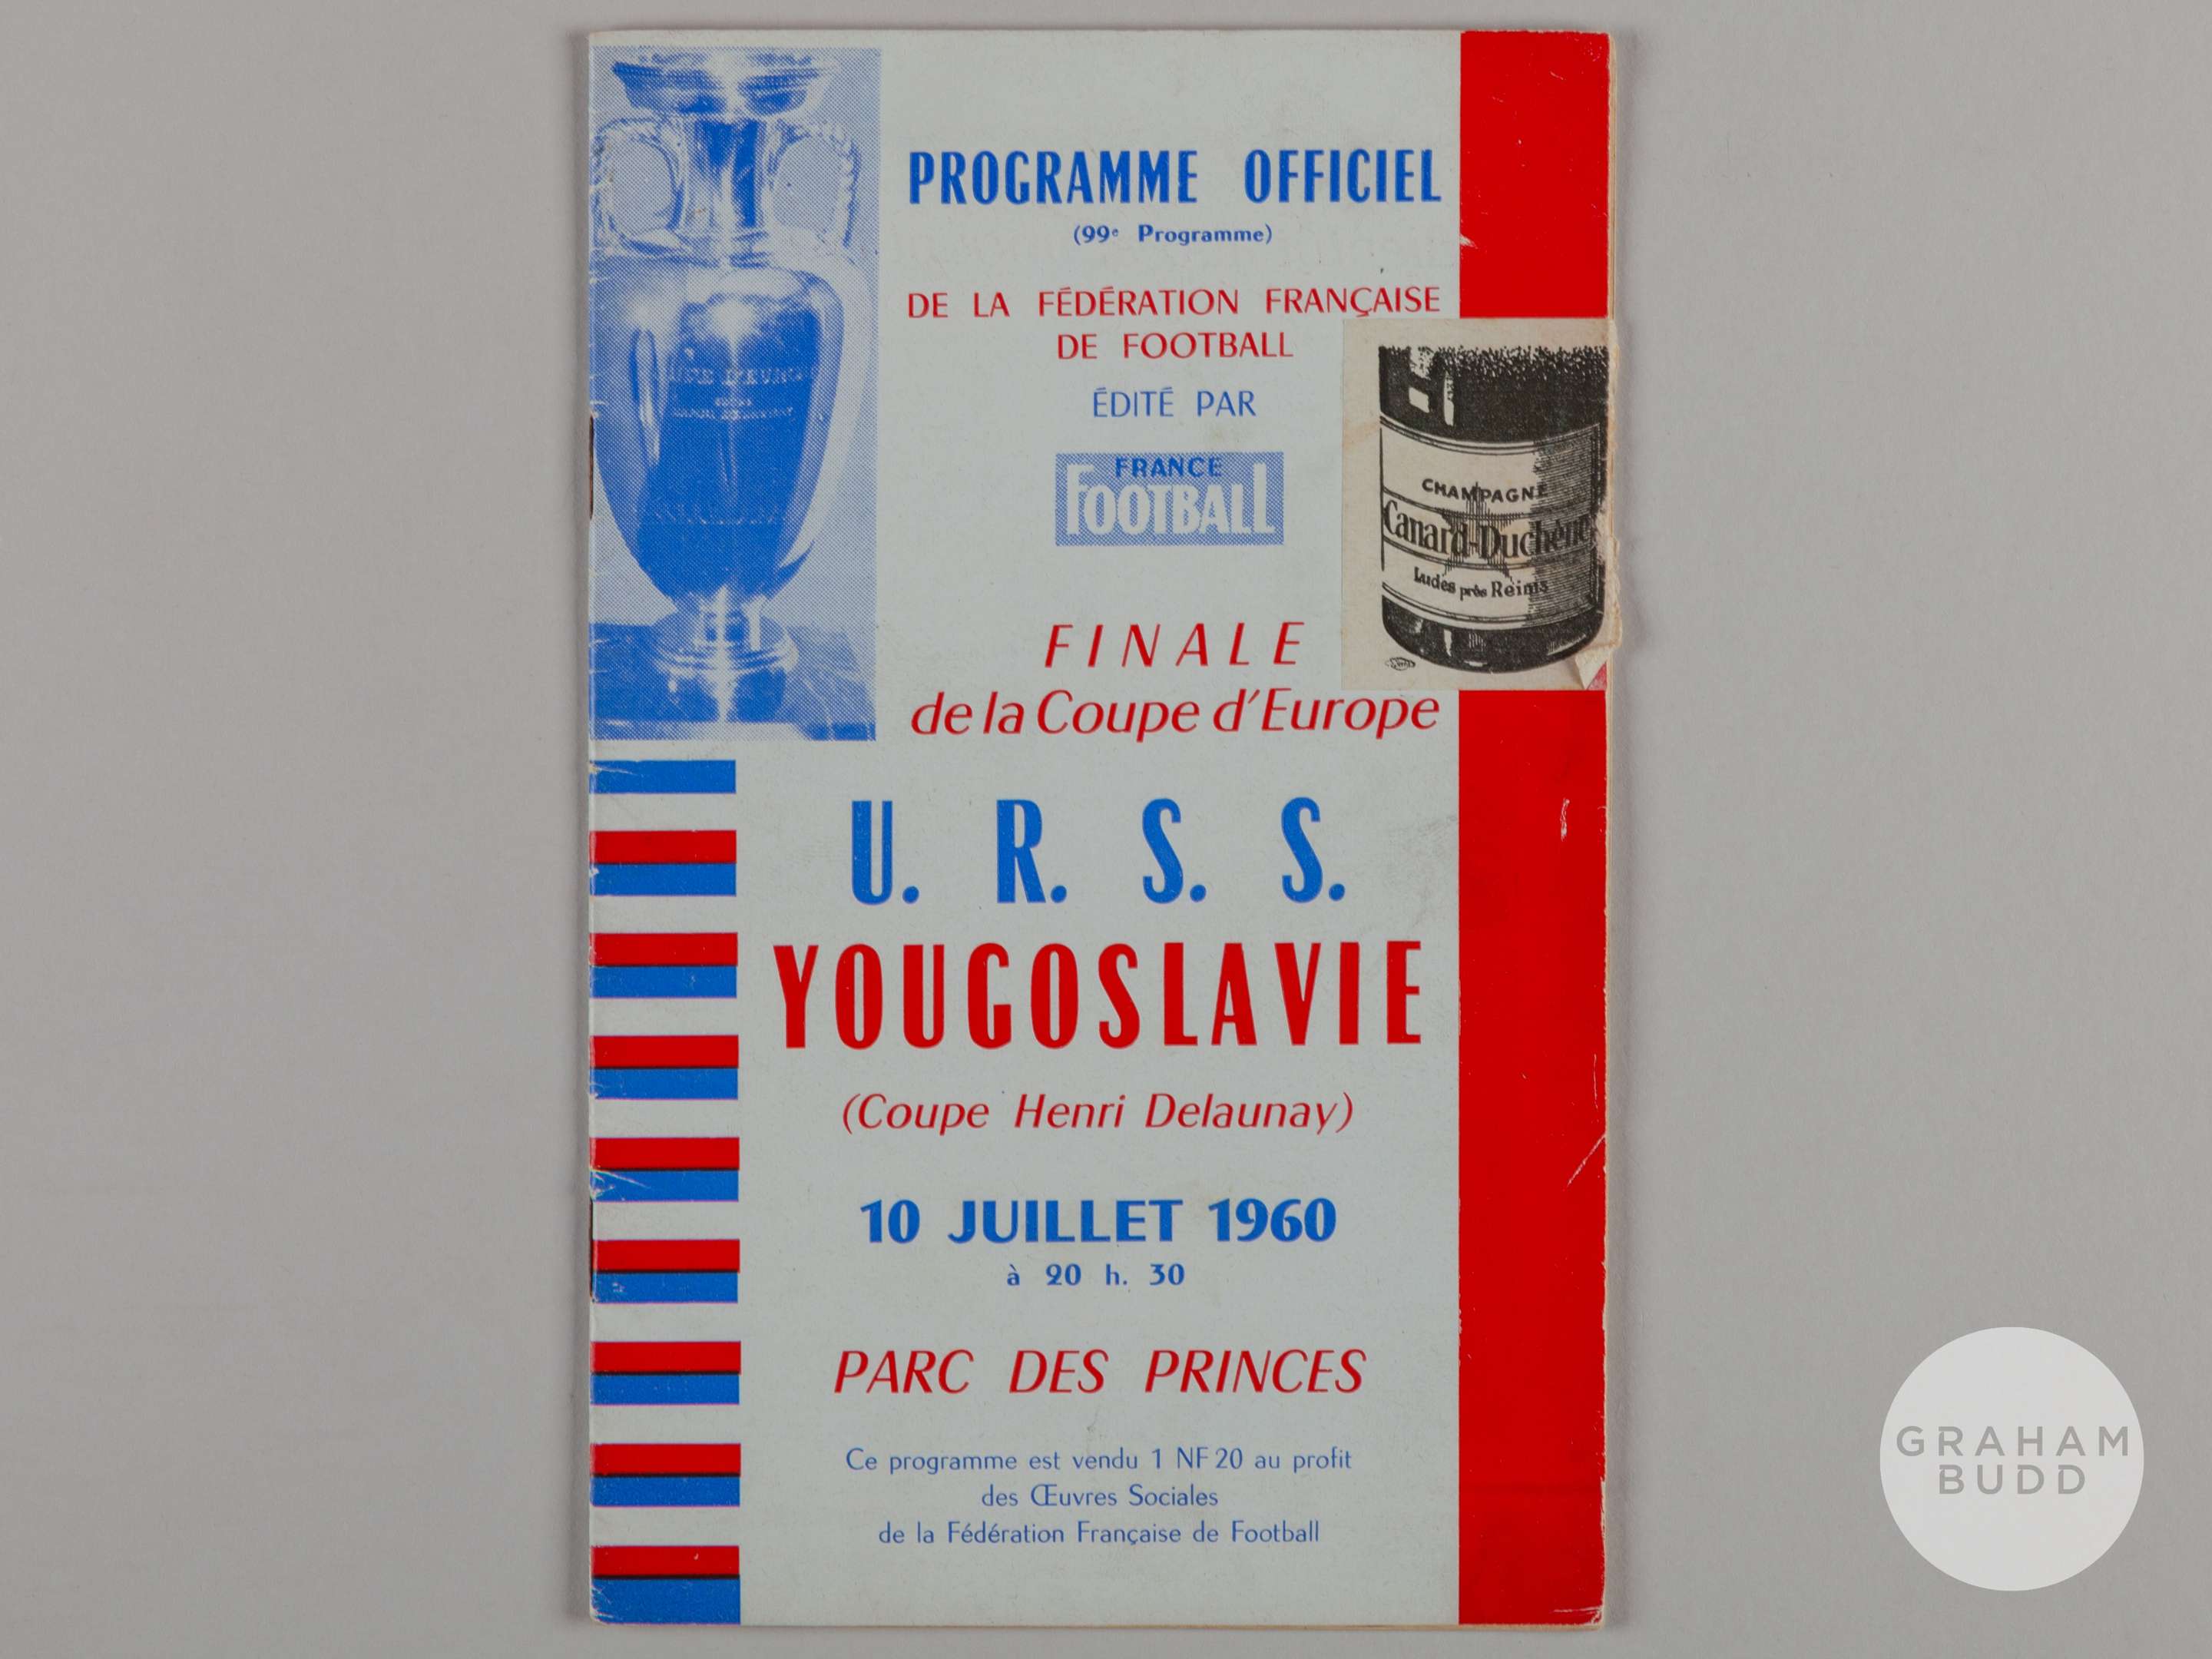 PROGRAMME OFFICIEL
(99e Programme)
DE LA FÉDÉRATION FRANÇAISE
DE FOOTBALL
ÉDITÉ PAR
FRANCE
FOOTBALL
CHAMPAGNE
Canard-Duchêne
Ludes près Reims
FINALE
de la Coupe d'Europe
U. R. S. S.
YOUGOSLAVIE
(Coupe Henri Delaunay)
10 JUILLET 1960
à 20 h. 30
PARC DES PRINCES
Ce programme est vendu 1 NF 20 au profit
des Œuvres Sociales
de la Fédération Française de Football
GRAHAM
BUDD